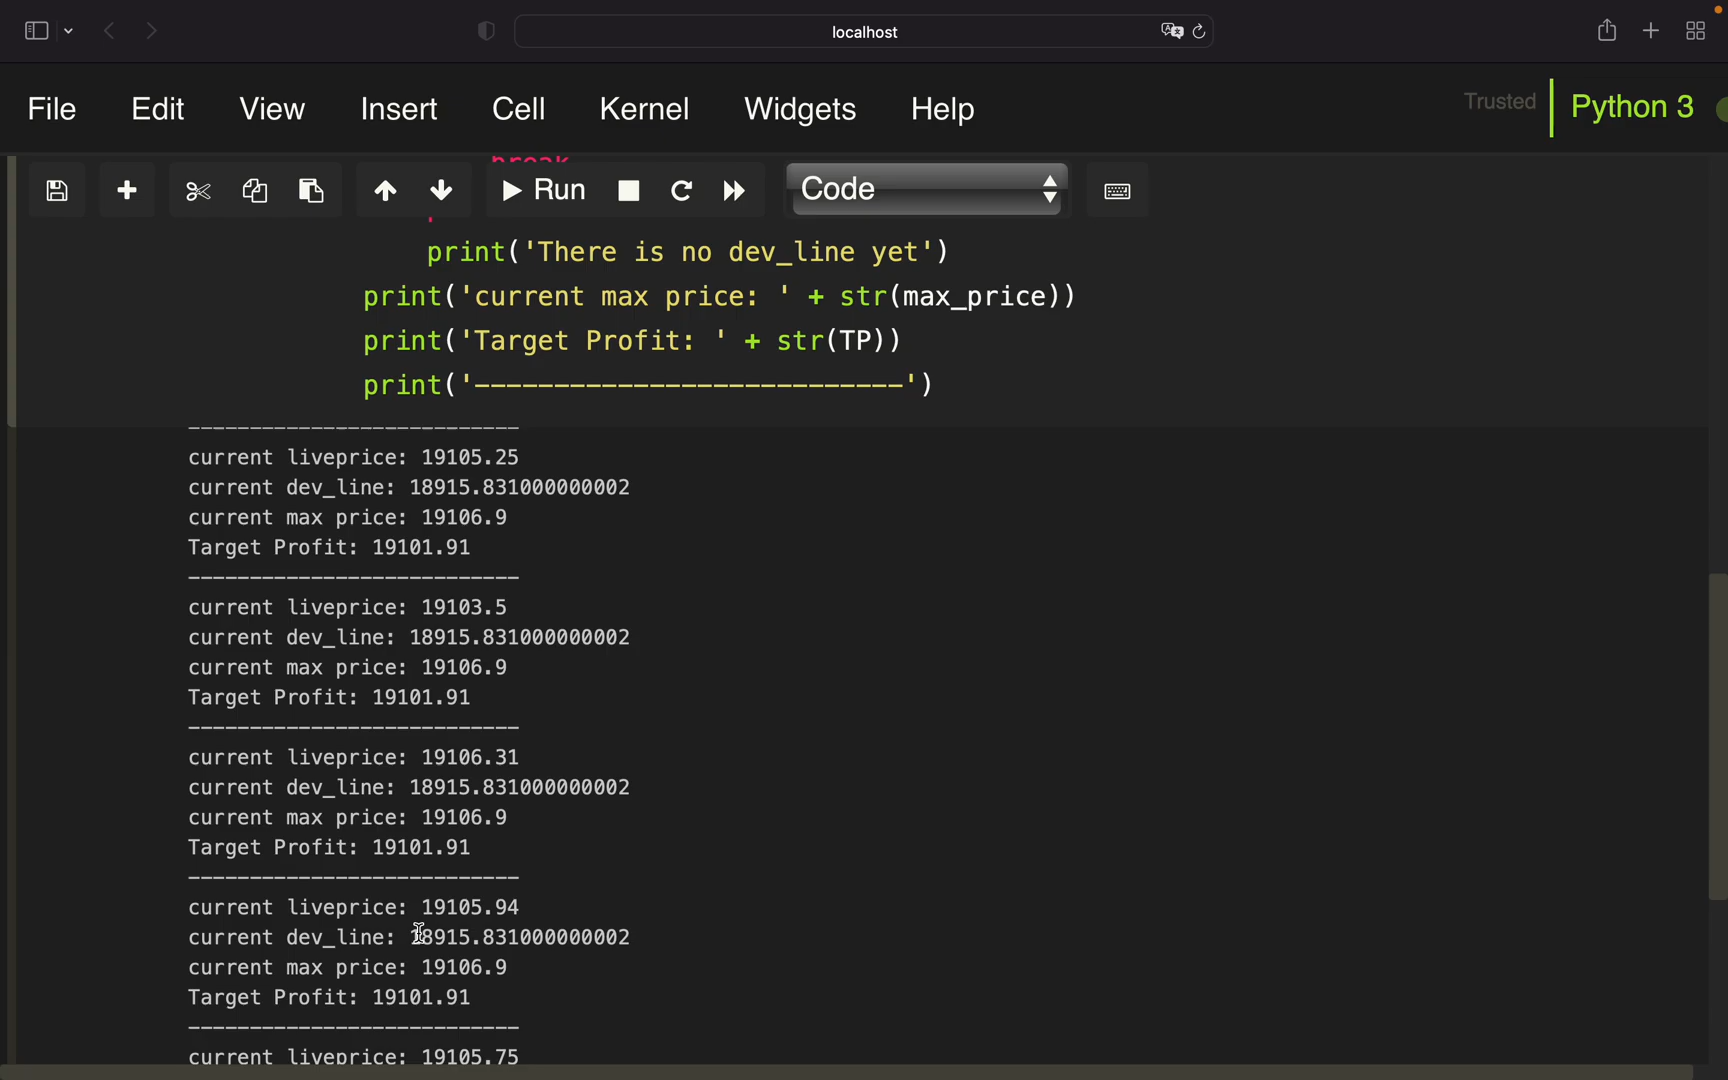 localhost
File Edit View Insert Cell Kernel Widgets Help Trusted Python 3
break
Run Code
print('There is no dev_line yet')
print('current max price: ' + str(max_price))
print('Target Profit: ' + str(TP))
print('---------------------------')
---------------------------
current liveprice: 19105.25
current dev_line: 18915.831000000002
current max price: 19106.9
Target Profit: 19101.91
---------------------------
current liveprice: 19103.5
current dev_line: 18915.831000000002
current max price: 19106.9
Target Profit: 19101.91
---------------------------
current liveprice: 19106.31
current dev_line: 18915.831000000002
current max price: 19106.9
Target Profit: 19101.91
---------------------------
current liveprice: 19105.94
current dev_line: 18915.831000000002
current max price: 19106.9
Target Profit: 19101.91
---------------------------
current liveprice: 19105.75